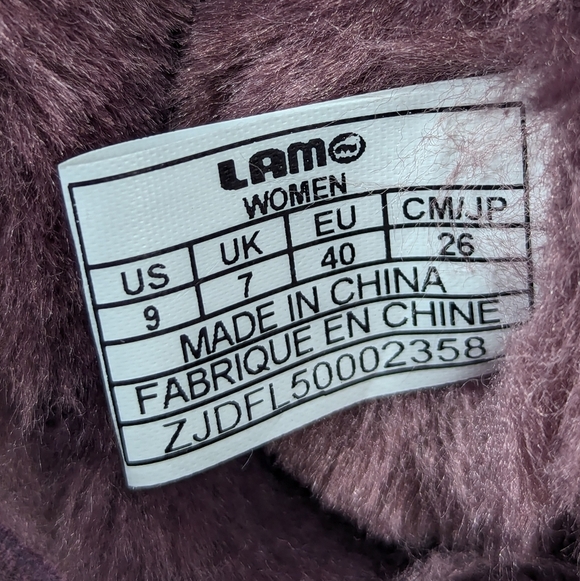 LAMO
WOMEN
US UK EU CM/JP
9 7 40 26
MADE IN CHINA
FABRIQUE EN CHINE
ZJDFL50002358